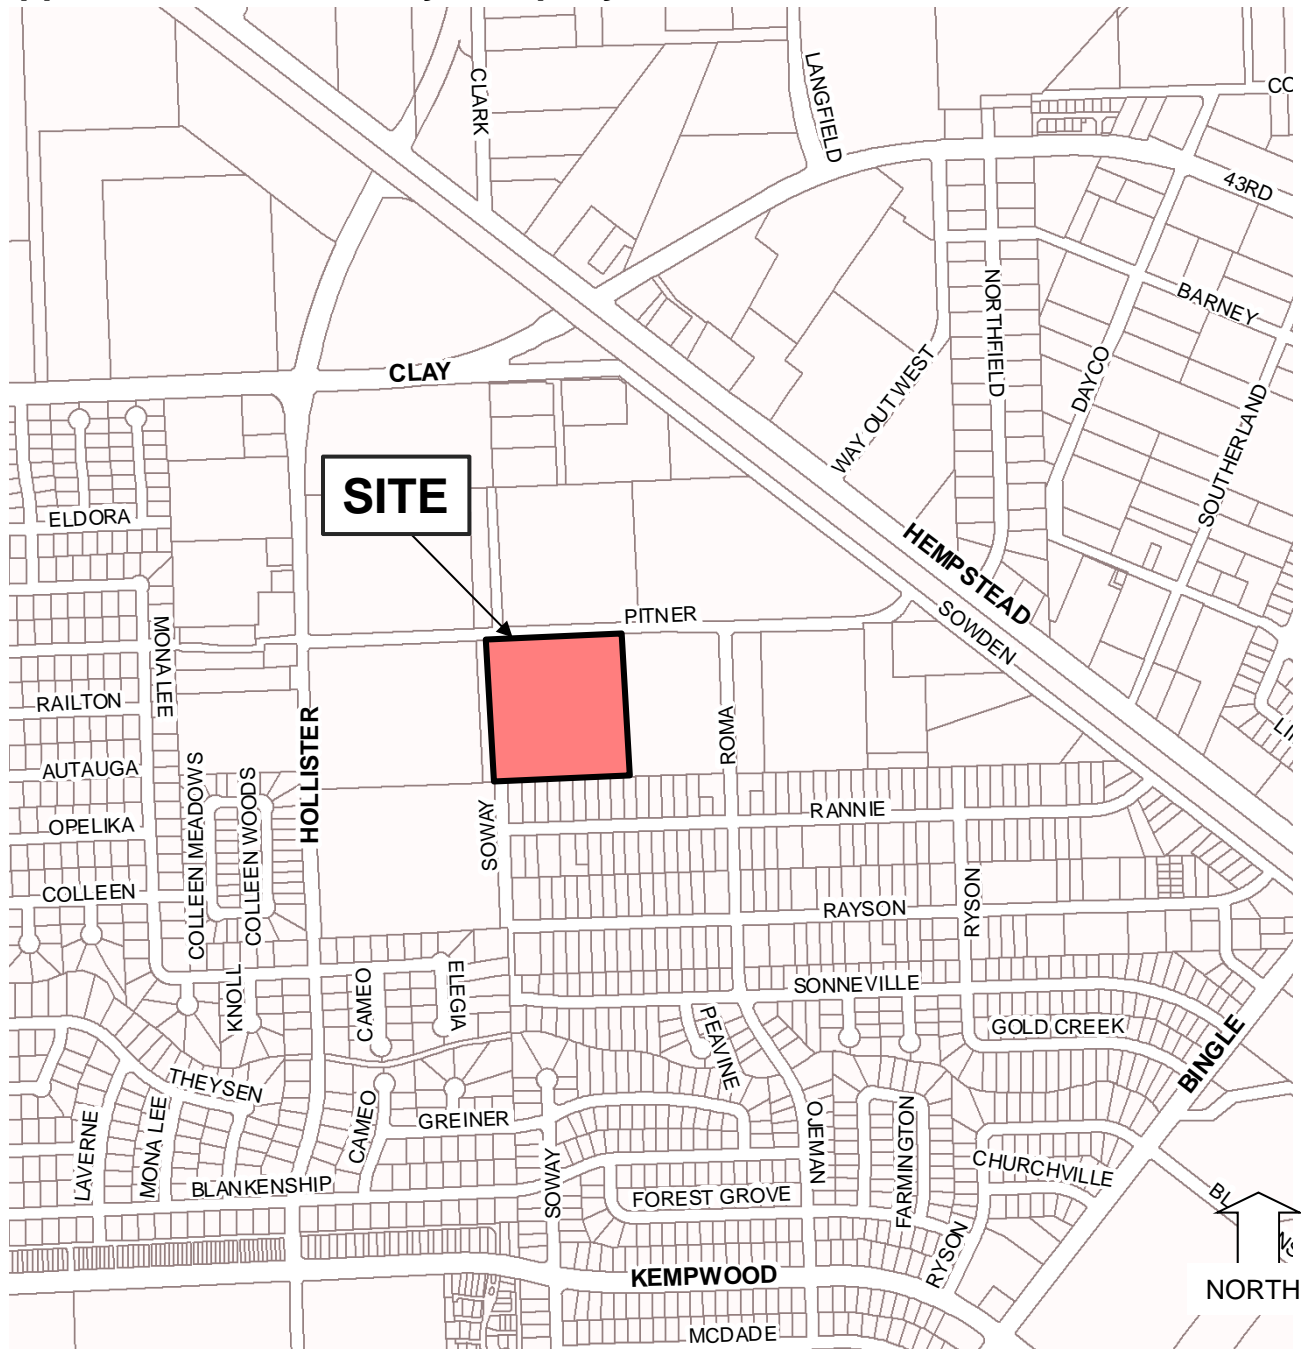 CLARK
LANGFIELD
CO
43RD
BARNEY
NORTHFIELD
DAYCO
WAY OUT WEST
SOUTHERLAND
CLAY
SITE
ELDORA
HEMPSTEAD
SOWDEN
PITNER
MONA LEE
RAILTON
HOLLISTER
ROMA
AUTAUGA
COLLEEN MEADOWS
COLLEEN WOODS
OPELIKA
SOWAY
RANNIE
COLLEEN
RAYSON
RYSON
KNOLL
CAMEO
ELEGIA
SONNEVILLE
GOLD CREEK
PEAVINE
BINGLE
THEYSEN
LAVERNE
MONA LEE
CAMEO
GREINER
OJEMAN
FARMINGTON
CHURCHVILLE
BLANKENSHIP
SOWAY
FOREST GROVE
RYSON
KEMPWOOD
NORTH
MCDADE